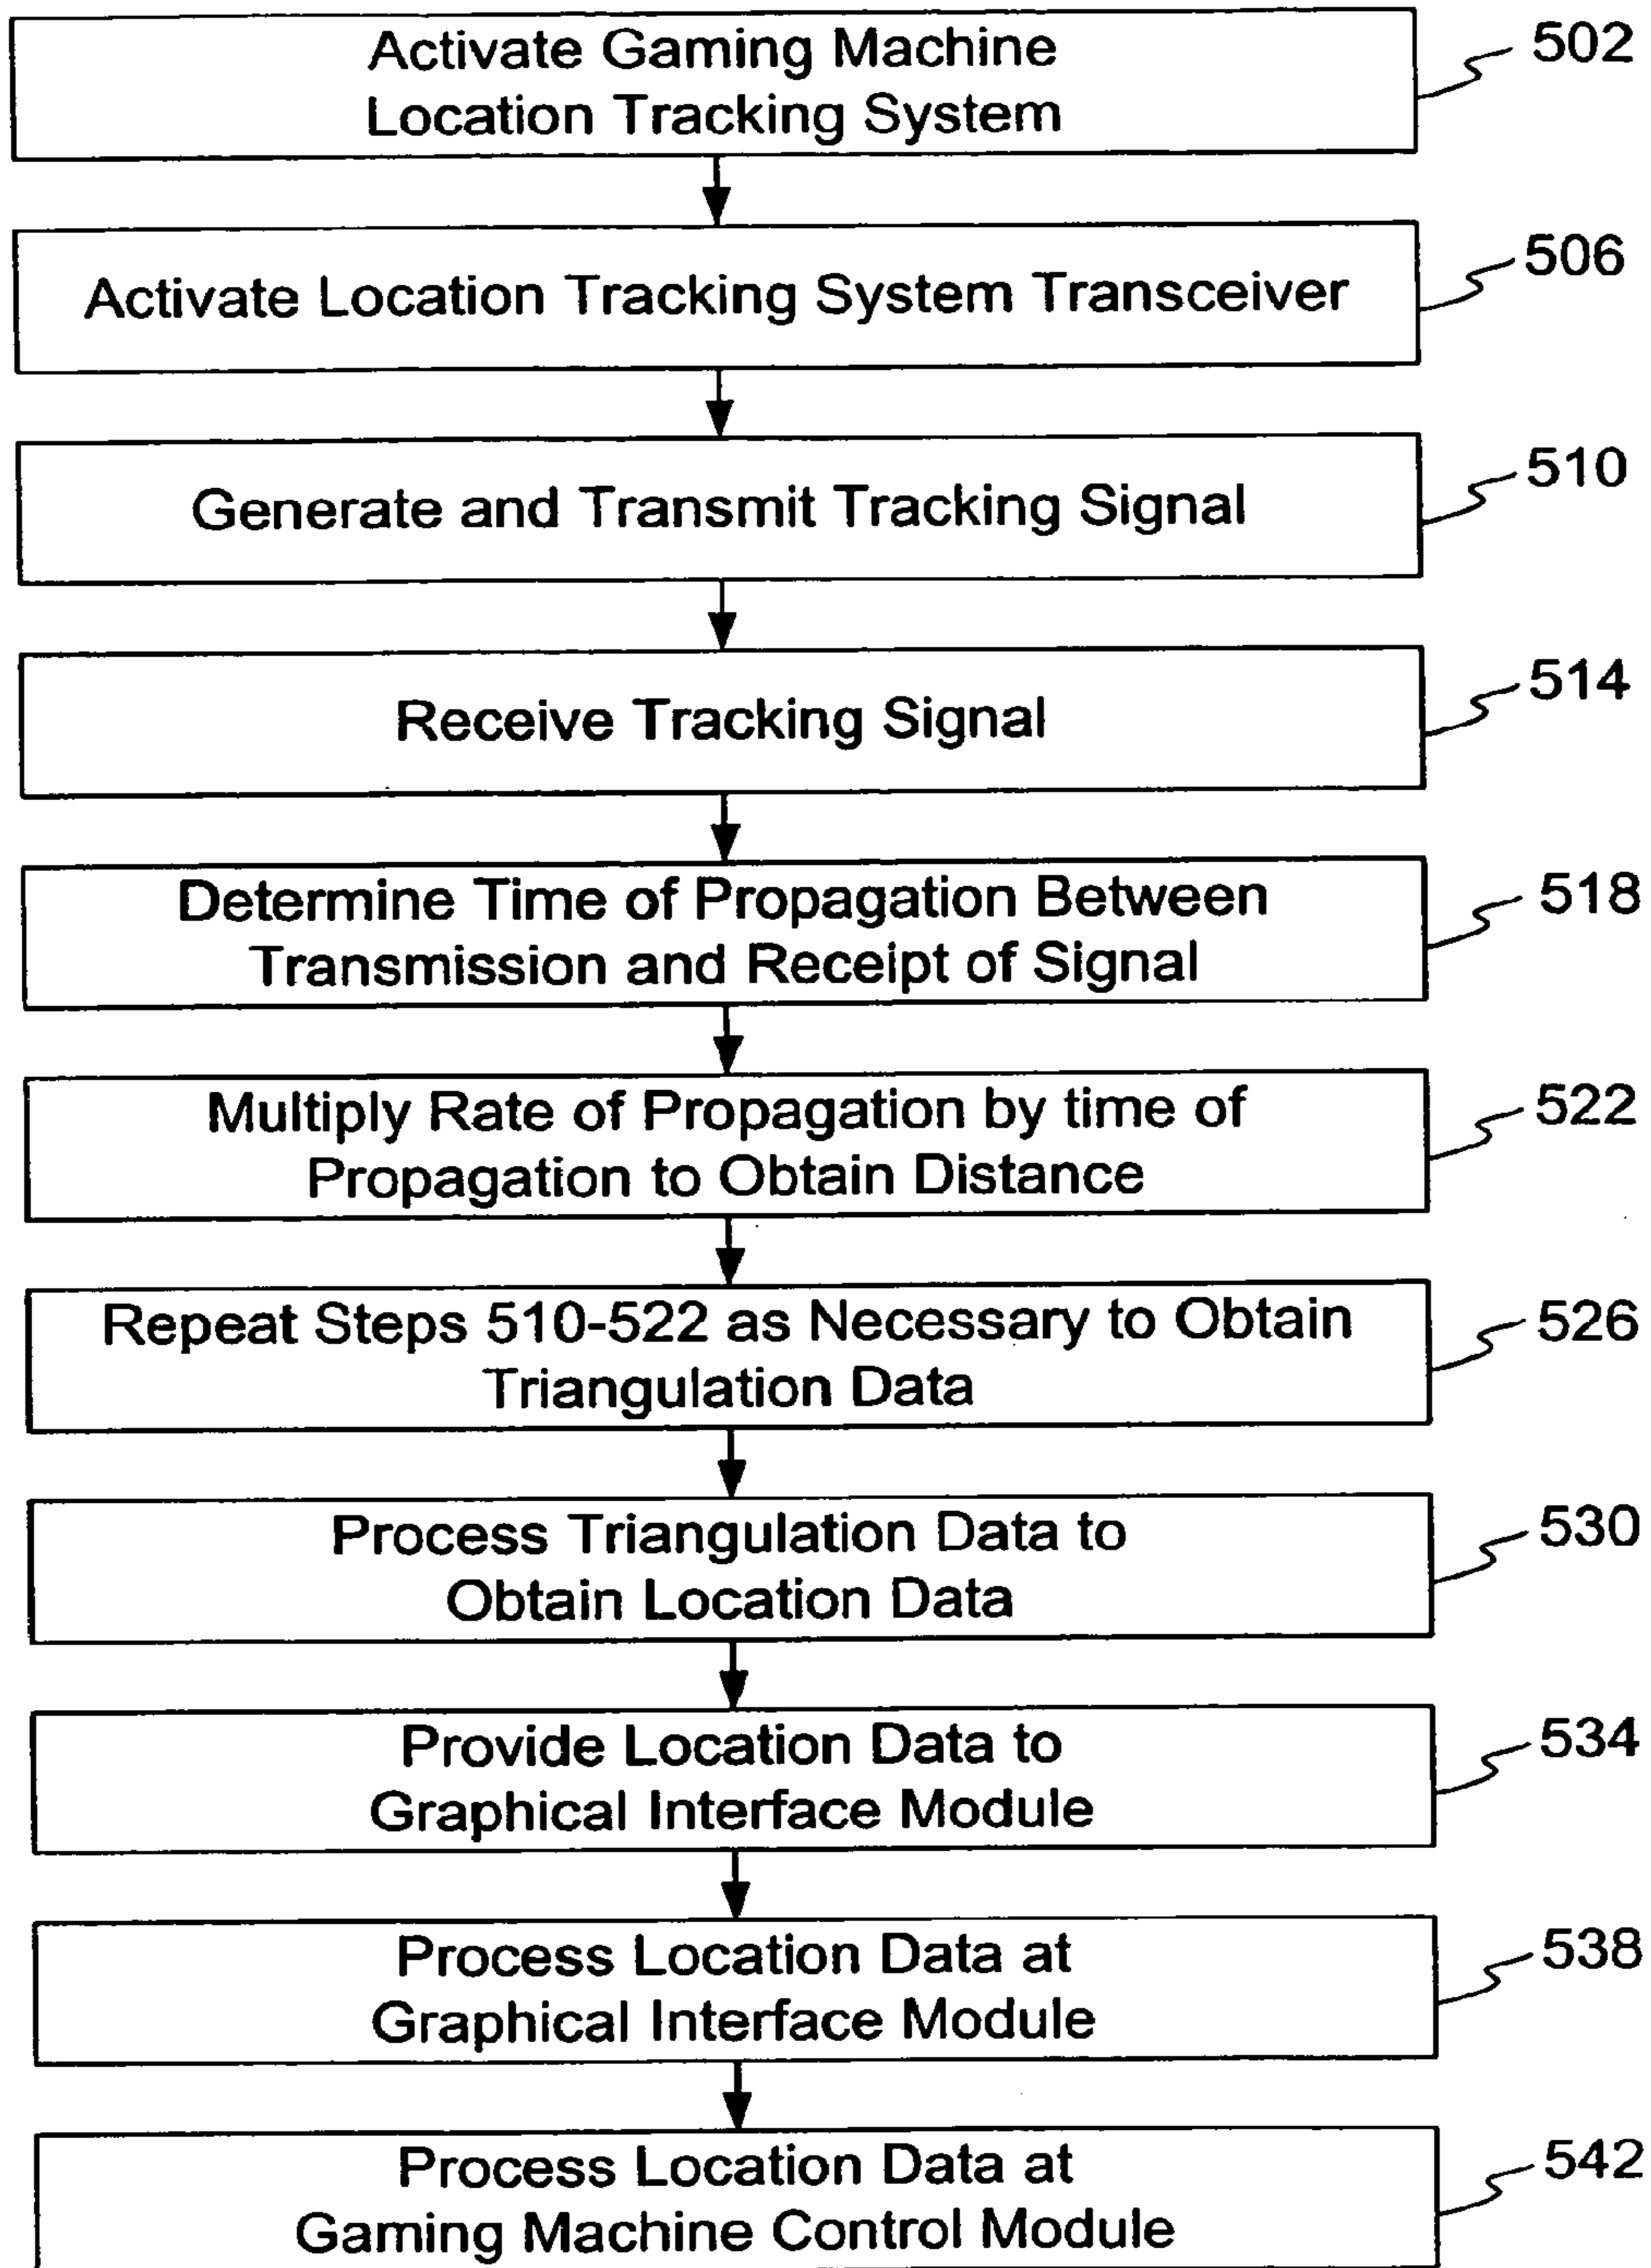 Activate Gaming Machine
Location Tracking System
502
Activate Location Tracking System Transceiver
506
Generate and Transmit Tracking Signal
510
Receive Tracking Signal
514
Determine Time of Propagation Between
Transmission and Receipt of Signal
518
Multiply Rate of Propagation by time of
Propagation to Obtain Distance
522
Repeat Steps 510-522 as Necessary to Obtain
Triangulation Data
526
Process Triangulation Data to
Obtain Location Data
530
Provide Location Data to
Graphical Interface Module
534
Process Location Data at
Graphical Interface Module
538
Process Location Data at
Gaming Machine Control Module
542